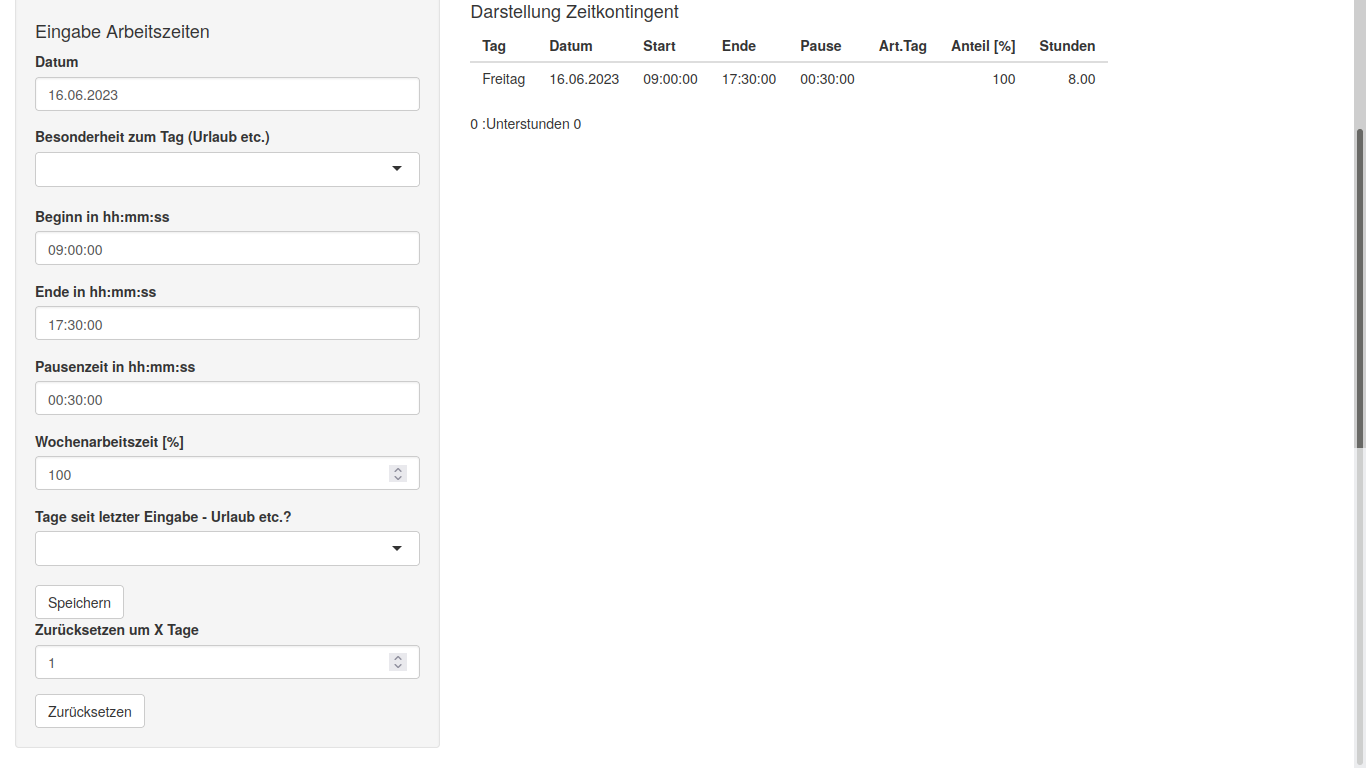 Eingabe Arbeitszeiten
Datum
16.06.2023
Besonderheit zum Tag (Urlaub etc.)
Beginn in hh:mm:ss
09:00:00
Ende in hh:mm:ss
17:30:00
Pausenzeit in hh:mm:ss
00:30:00
Wochenarbeitszeit [%]
100
Tage seit letzter Eingabe - Urlaub etc.?
Speichern
Zurücksetzen um X Tage
1
Zurücksetzen
Darstellung Zeitkontingent
Tag Datum Start Ende Pause Art.Tag Anteil [%] Stunden
Freitag 16.06.2023 09:00:00 17:30:00 00:30:00 100 8.00
0 :Unterstunden 0